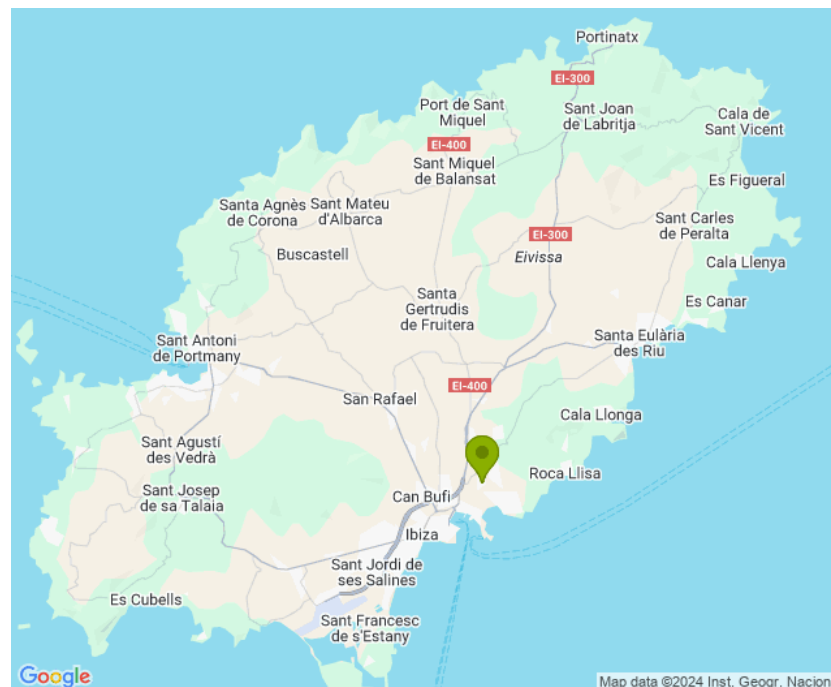 Portinatx
EI-300
Port de Sant
Miquel
Sant Joan
de Labritja
Cala de
Sant Vicent
EI-400
Sant Miquel
de Balansat
Es Figueral
Santa Agnès
de Corona
Sant Mateu
d'Albarca
Sant Carles
de Peralta
EI-300
Buscastell
Eivissa
Cala Llenya
Santa
Gertrudis
de Fruitera
Es Canar
Sant Antoni
de Portmany
Santa Eulària
des Riu
EI-400
San Rafael
Cala Llonga
Sant Agustí
des Vedrà
Roca Llisa
Sant Josep
de sa Talaia
Can Bufi
Ibiza
Sant Jordi de
ses Salines
Es Cubells
Sant Francesc
de s'Estany
Google
Map data ©2024 Inst. Geogr. Nacion